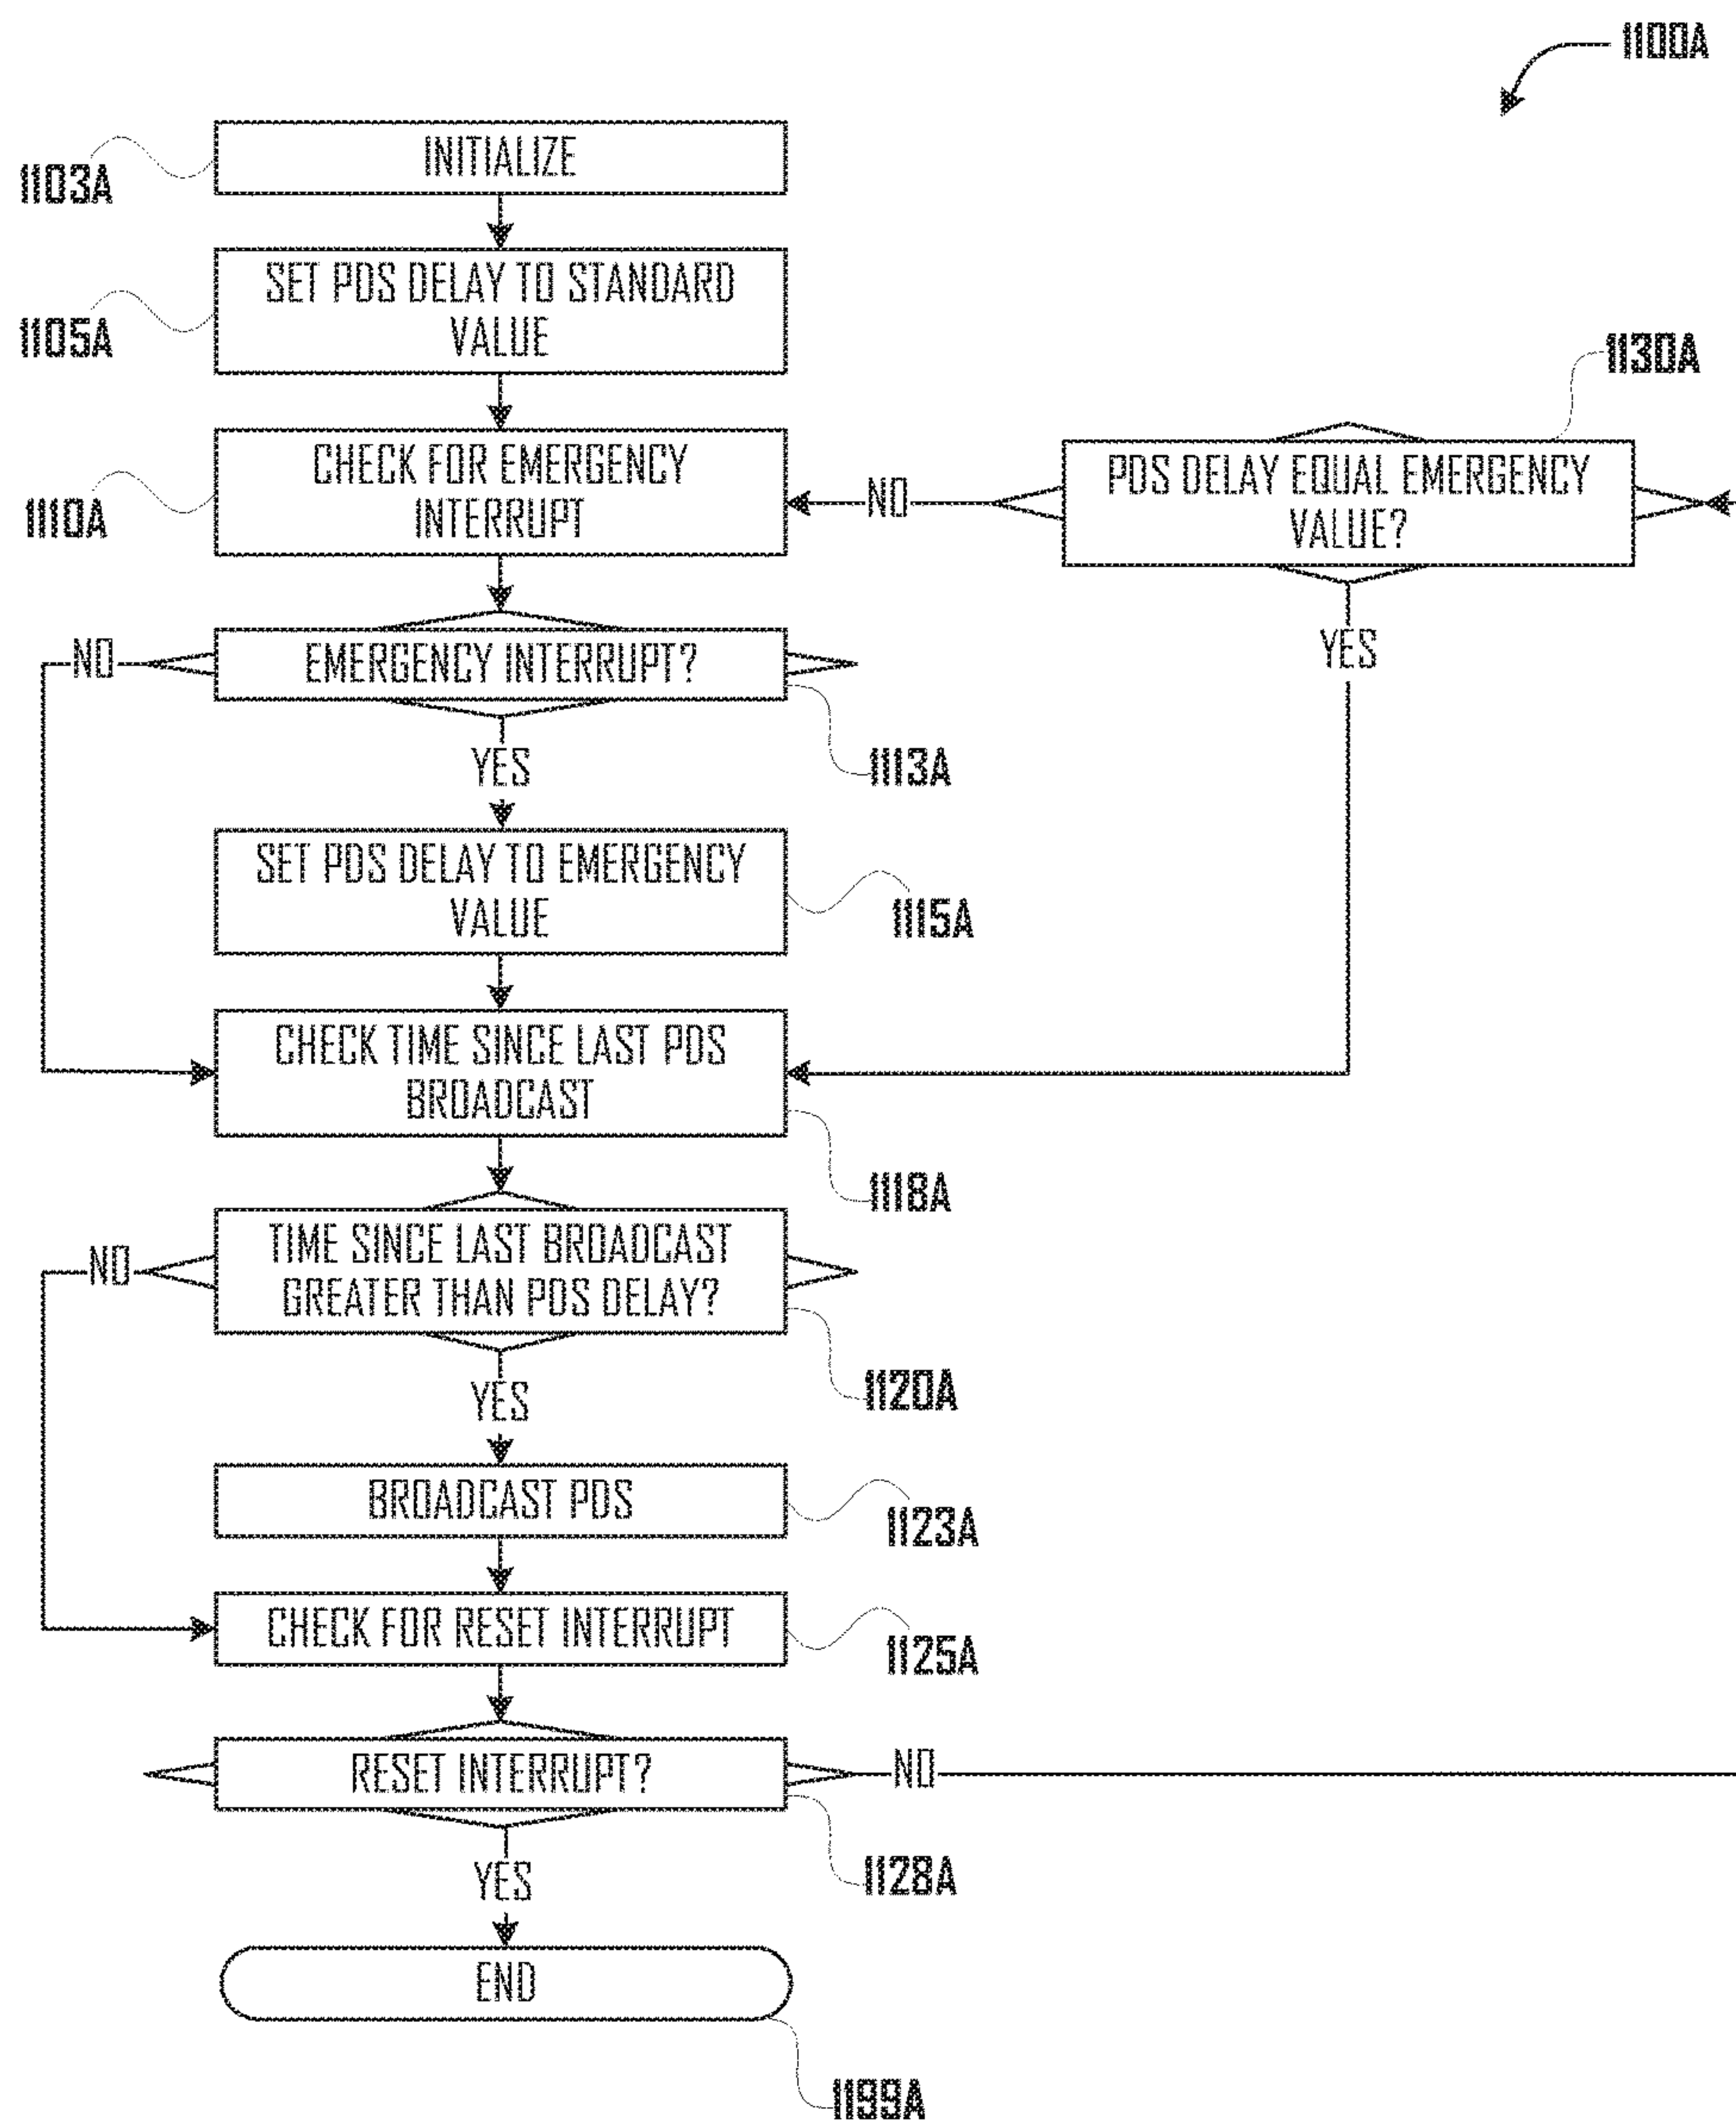 1100A
INITIALIZE
1103A
SET PDS DELAY TO STANDARD
VALUE
1105A
1130A
CHECK FOR EMERGENCY
INTERRUPT
1110A
NO
PDS DELAY EQUAL EMERGENCY
VALUE?
YES
NO
EMERGENCY INTERRUPT?
1113A
YES
SET PDS DELAY TO EMERGENCY
VALUE
1115A
CHECK TIME SINCE LAST PDS
BROADCAST
1118A
NO
TIME SINCE LAST BROADCAST
GREATER THAN PDS DELAY?
1120A
YES
BROADCAST PDS
1123A
CHECK FOR RESET INTERRUPT
1125A
RESET INTERRUPT?
NO
1128A
YES
END
1199A